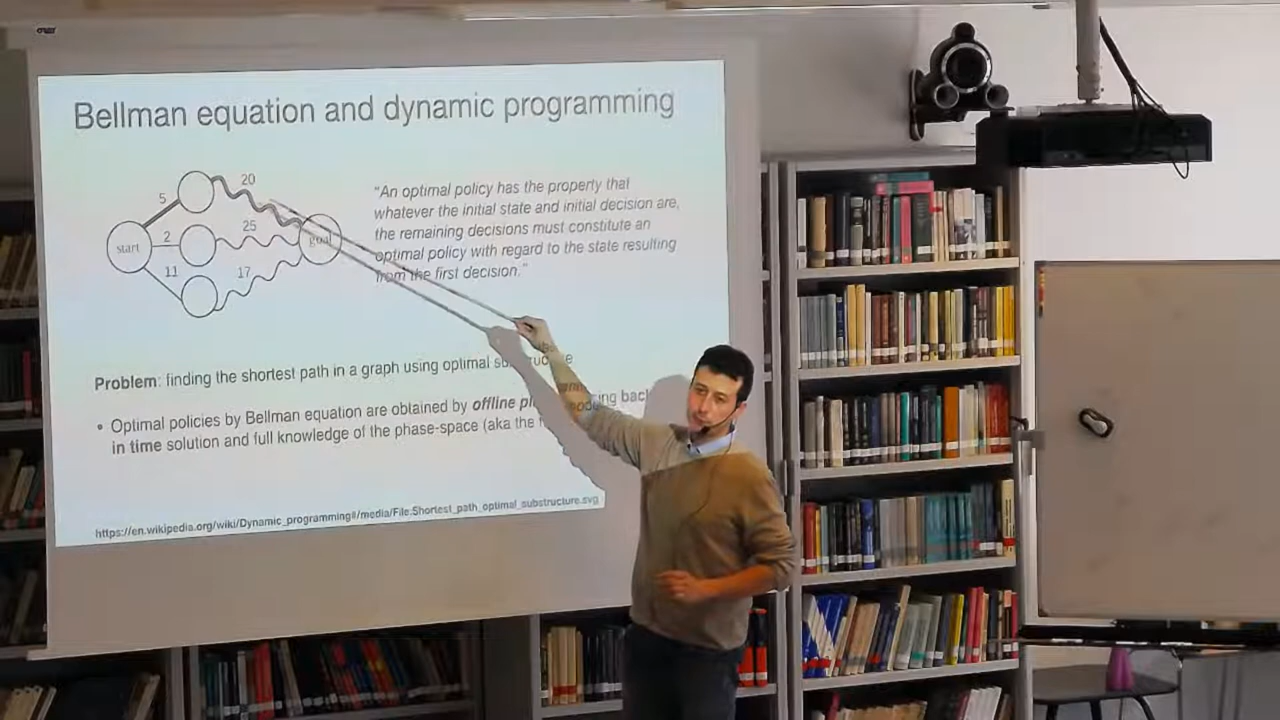 Bellman equation and dynamic programming
20
5
start
2
25
goal
11
17
"An optimal policy has the property that
whatever the initial state and initial decision are,
the remaining decisions must constitute an
optimal policy with regard to the state resulting
from the first decision."
Problem: finding the shortest path in a graph using optimal
• Optimal policies by Bellman equation are obtained by offline
in time solution and full knowledge of the phase-space (aka the
https://en.wikipedia.org/wiki/Dynamic_programming#/media/File:Shortest_path_optimal_substructure.svg